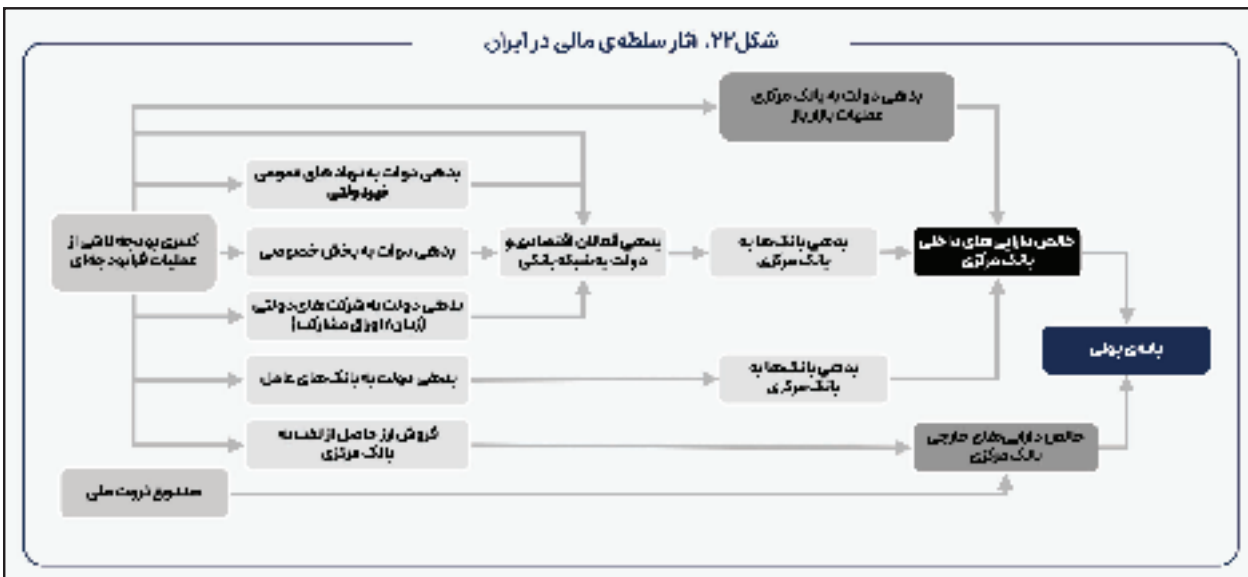 شکل۲۲. آثار سلطه‌ی مالی در ایران
بدهی دولت به بانک مرکزی
عملیات بازار باز
بدهی دولت به نهادهای عمومی
غیردولتی
کسری بودجه ناشی از
عملیات فرابودجه‌ای
بدهی دولت به بخش خصوصی
بدهی فعالان اقتصادی و
دولت به شبکه بانکی
بدهی بانک‌ها به
بانک مرکزی
خالص دارایی‌های داخلی
بانک مرکزی
بدهی دولت به شرکت‌های دولتی
(زیان/اوراق مشارکت)
پایه‌ی پولی
بدهی دولت به بانک‌های عامل
بدهی بانک‌ها به
بانک مرکزی
فروش ارز حاصل از نفت به
بانک مرکزی
خالص دارایی‌های خارجی
بانک مرکزی
صندوق ثروت ملی